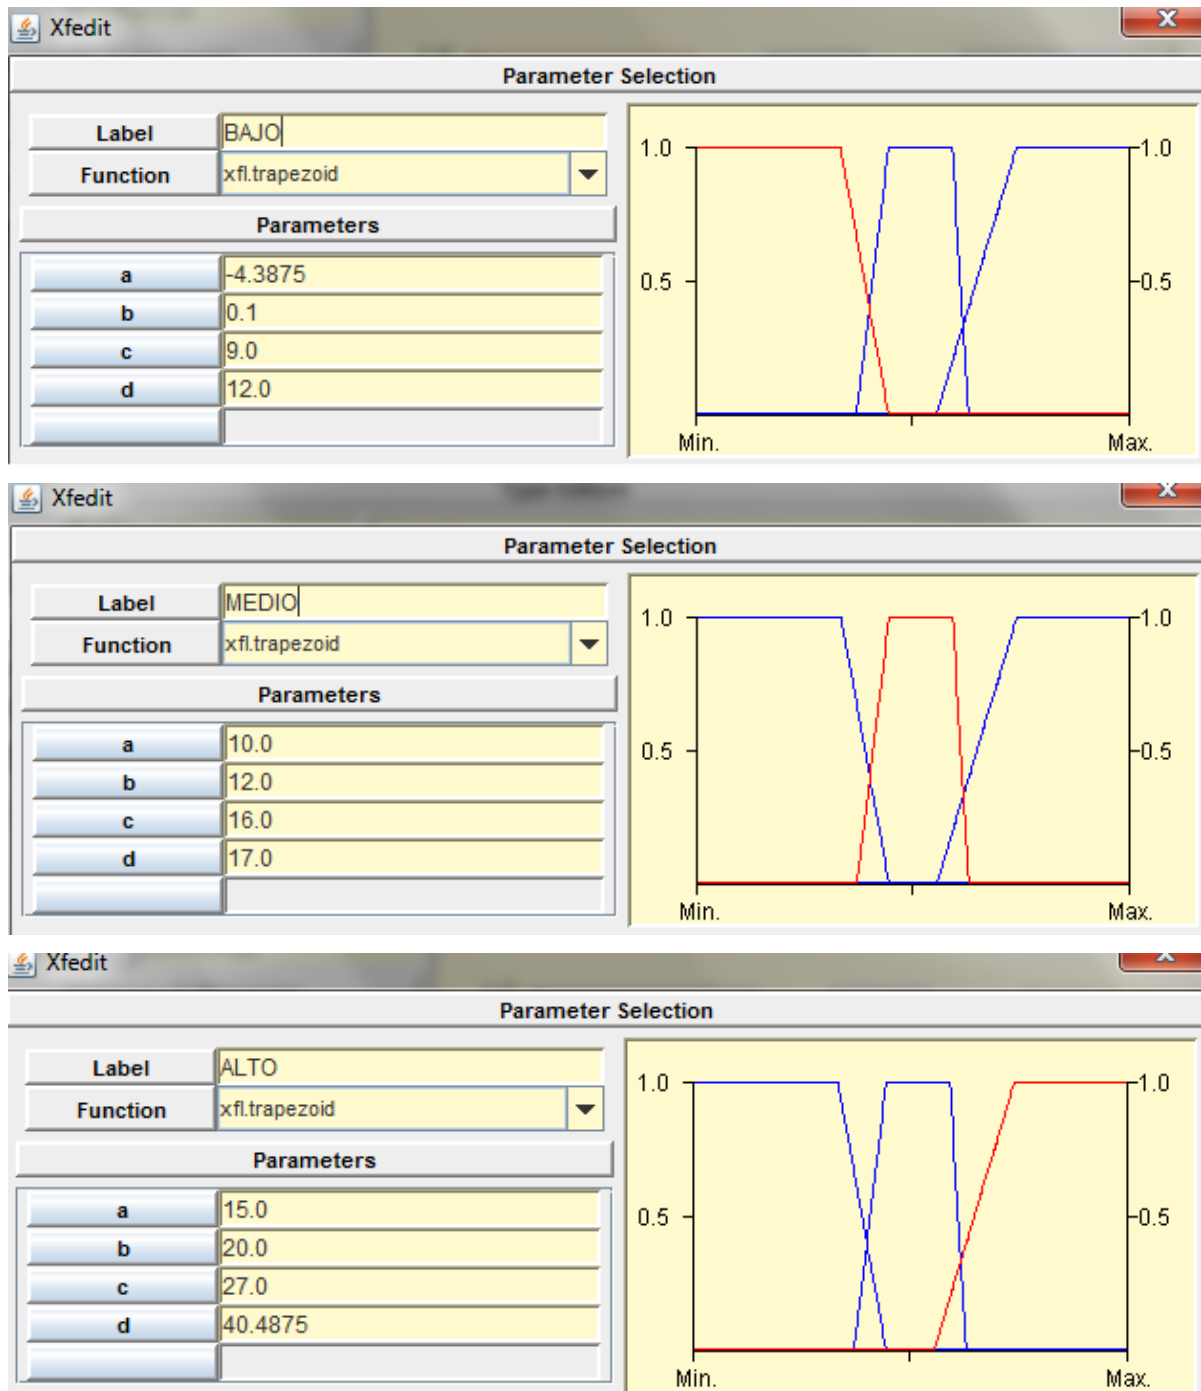 Xfedit
Parameter Selection
Label BAJO
Function xfl.trapezoid
Parameters
a -4.3875
b 0.1
c 9.0
d 12.0
1.0 1.0
0.5 0.5
Min. Max.
Xfedit
Parameter Selection
Label MEDIO
Function xfl.trapezoid
Parameters
a 10.0
b 12.0
c 16.0
d 17.0
1.0 1.0
0.5 0.5
Min. Max.
Xfedit
Parameter Selection
Label ALTO
Function xfl.trapezoid
Parameters
a 15.0
b 20.0
c 27.0
d 40.4875
1.0 1.0
0.5 0.5
Min. Max.